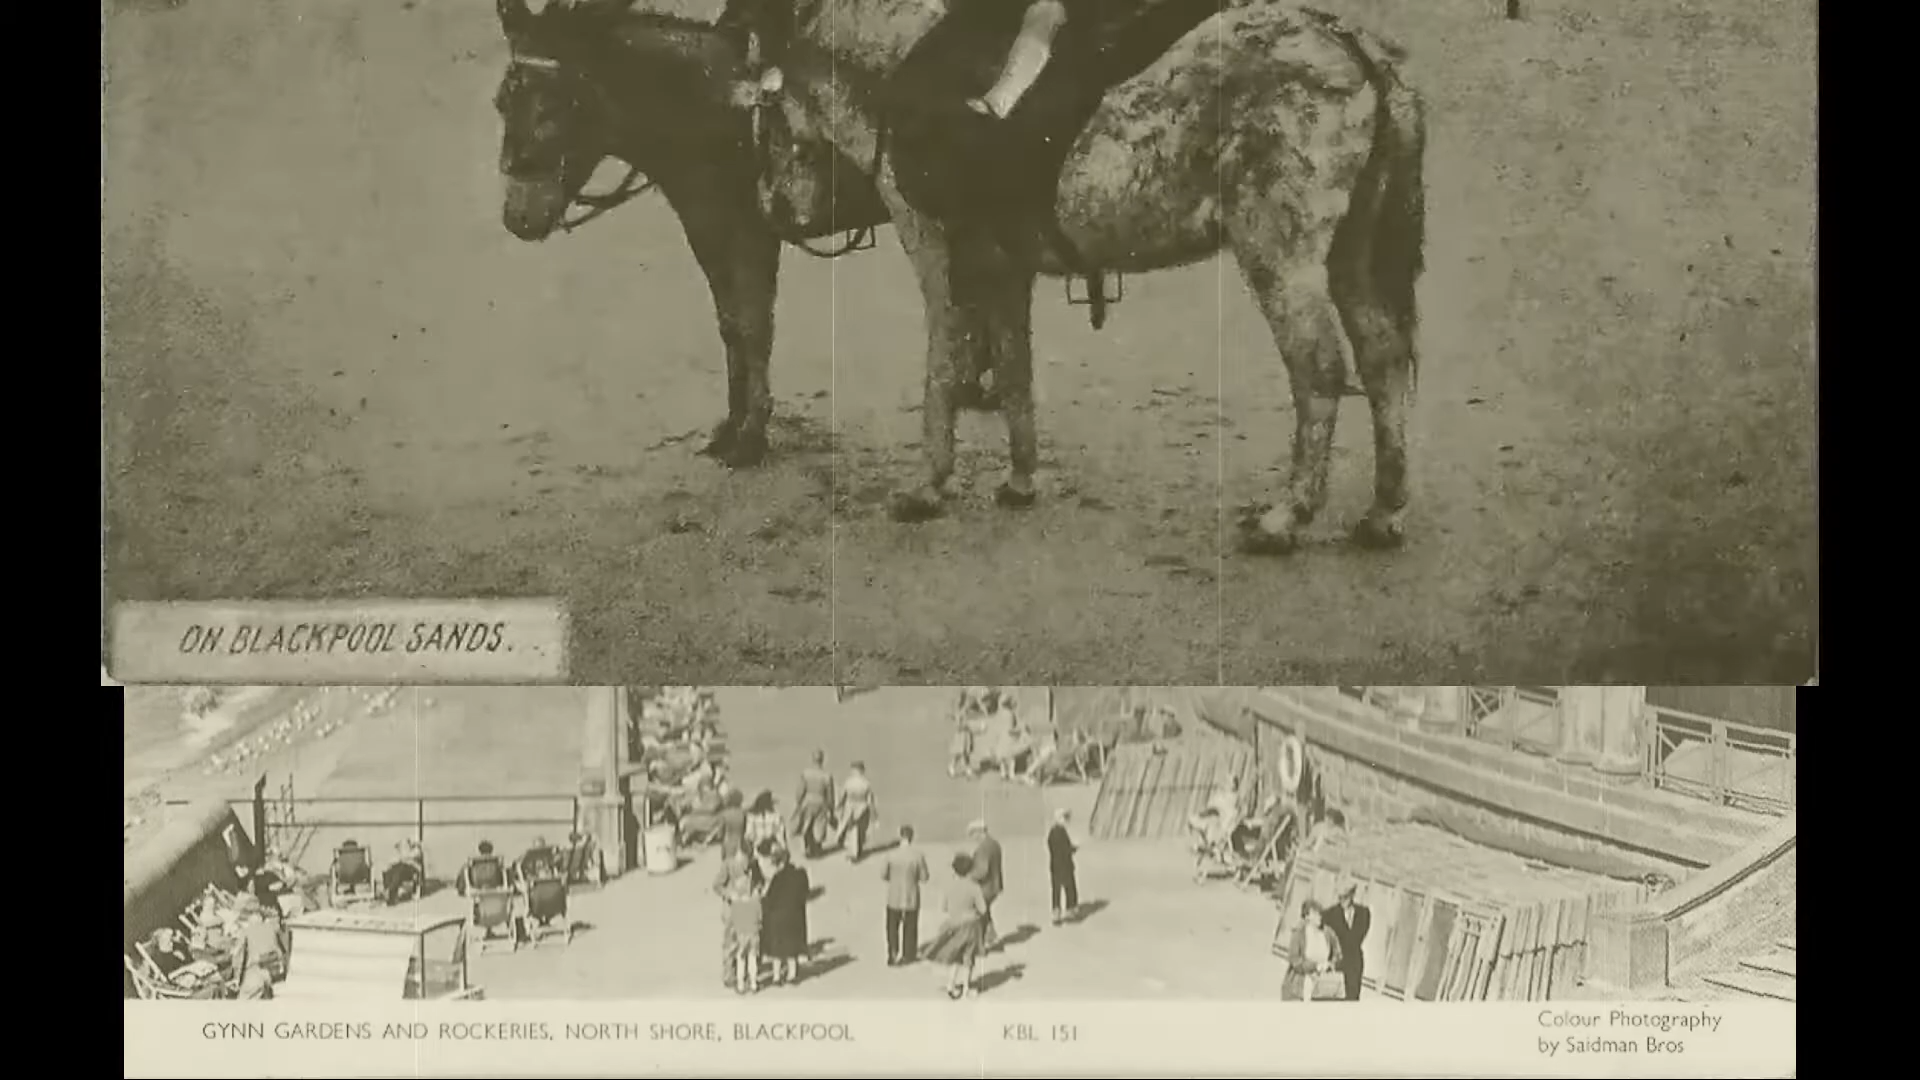 ON BLACKPOOL SANDS. . .
GYNN GARDENS AND ROCKERIES, NORTH SHORE, BLACKPOOL
KBL 151
Colour Photography
by Saidman Bros